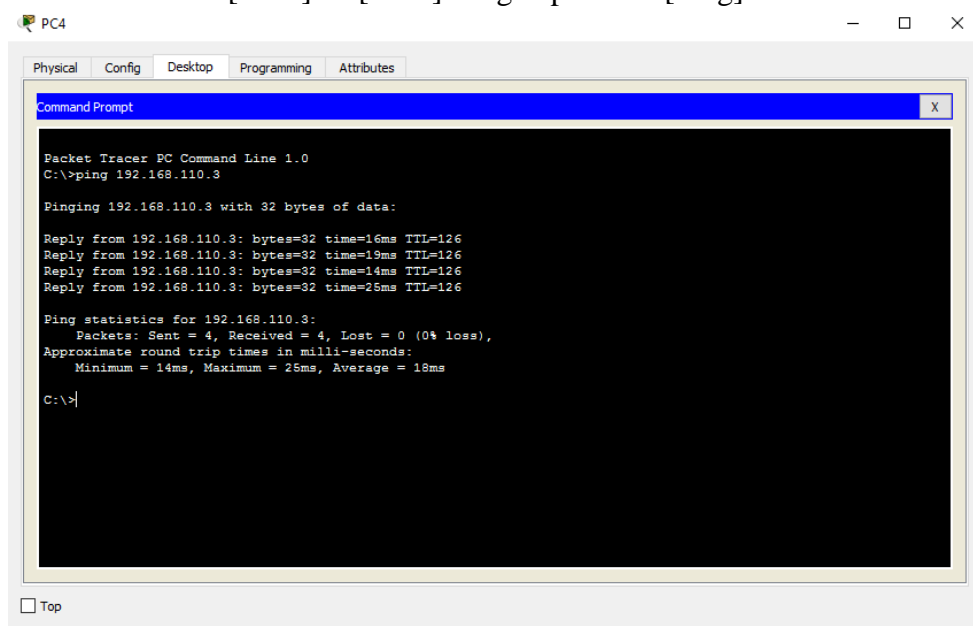 PC4
Physical Config Desktop Programming Attributes
Command Prompt
X
Packet Tracer PC Command Line 1.0
C:\>ping 192.168.110.3
Pinging 192.168.110.3 with 32 bytes of data:
Reply from 192.168.110.3: bytes=32 time=16ms TTL=126
Reply from 192.168.110.3: bytes=32 time=19ms TTL=126
Reply from 192.168.110.3: bytes=32 time=14ms TTL=126
Reply from 192.168.110.3: bytes=32 time=25ms TTL=126
Ping statistics for 192.168.110.3:
Packets: Sent = 4, Received = 4, Lost = 0 (0% loss),
Approximate round trip times in milli-seconds:
Minimum = 14ms, Maximum = 25ms, Average = 18ms
C:\>
Top